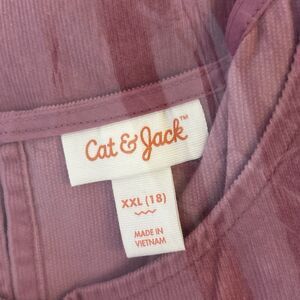 Cat & Jack™
XXL (18)
MADE IN
VIETNAM